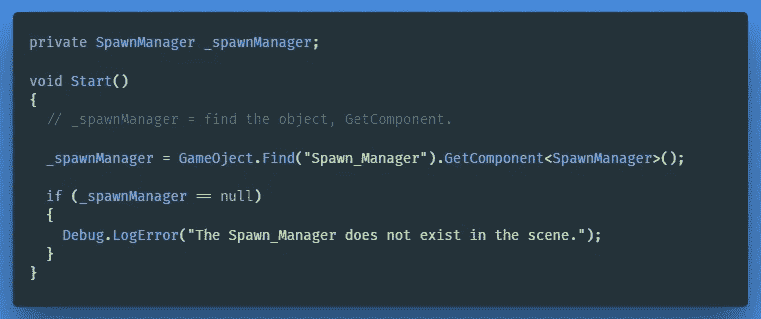 private SpawnManager _spawnManager;
void Start()
{
// _spawnManager = find the object, GetComponent.
_spawnManager = GameOject.Find("Spawn_Manager").GetComponent<SpawnManager>();
if (_spawnManager == null)
{
Debug.LogError("The Spawn_Manager does not exist in the scene.");
}
}